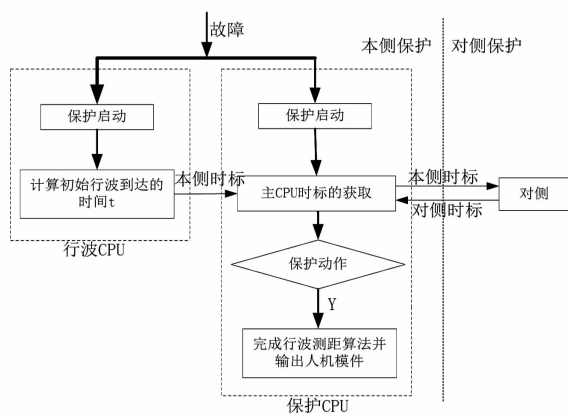 故障
本侧保护
对侧保护
保护启动
保护启动
计算初始行波到达的
时间t
本侧时标
主CPU时标的获取
本侧时标
对侧时标
对侧
行波CPU
保护动作
Y
完成行波测距算法并
输出人机模件
保护CPU